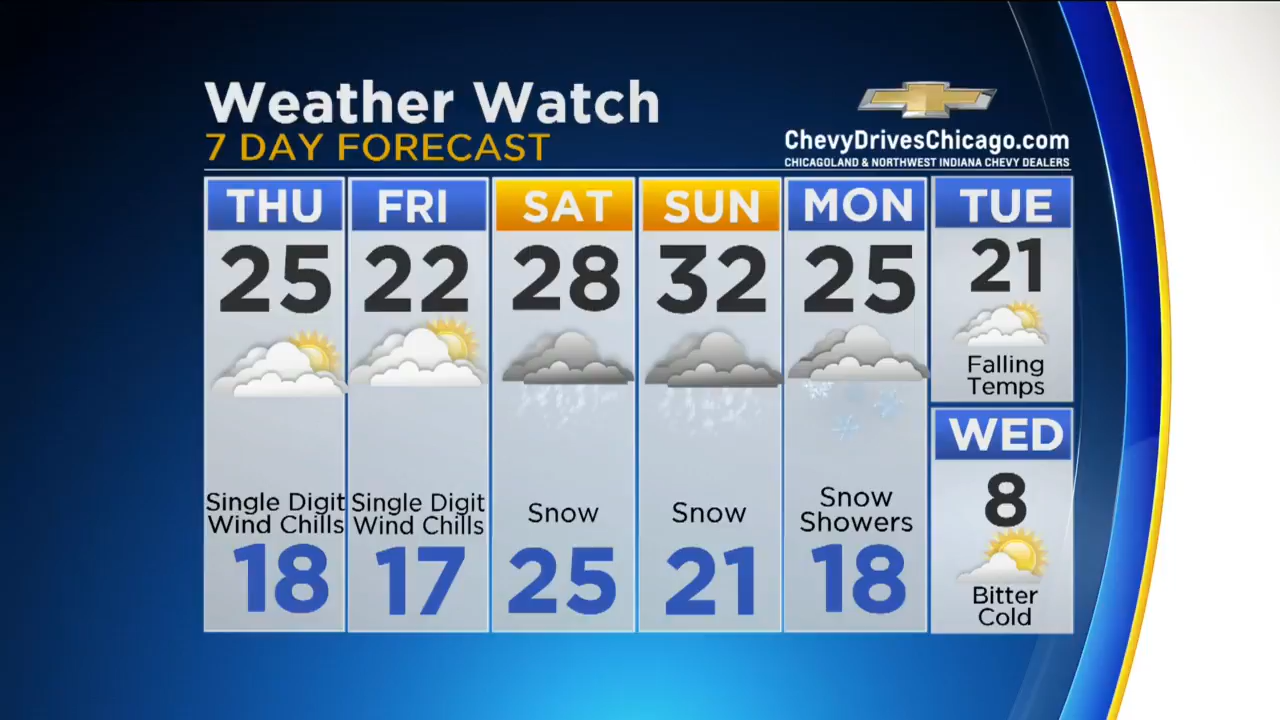 Weather Watch
7 DAY FORECAST
ChevyDrivesChicago.com
CHICAGOLAND & NORTHWEST INDIANA CHEVY DEALERS
THU
25
Single Digit
Wind Chills
18
FRI
22
Single Digit
Wind Chills
17
SAT
28
Snow
25
SUN
32
Snow
21
MON
25
Snow
Showers
18
TUE
21
Falling
Temps
WED
8
Bitter
Cold